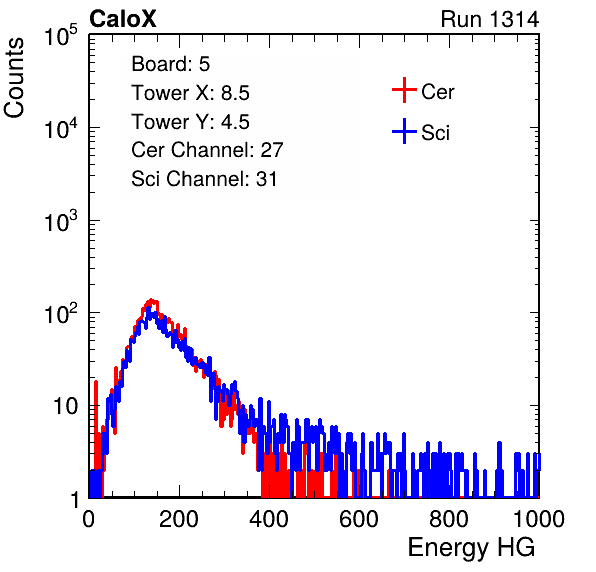 CaloX Run 1314
Counts
Board: 5
Tower X: 8.5
Tower Y: 4.5
Cer Channel: 27
Sci Channel: 31
Cer
Sci
10^5
10^4
10^3
10^2
10
1
0 200 400 600 800 1000
Energy HG